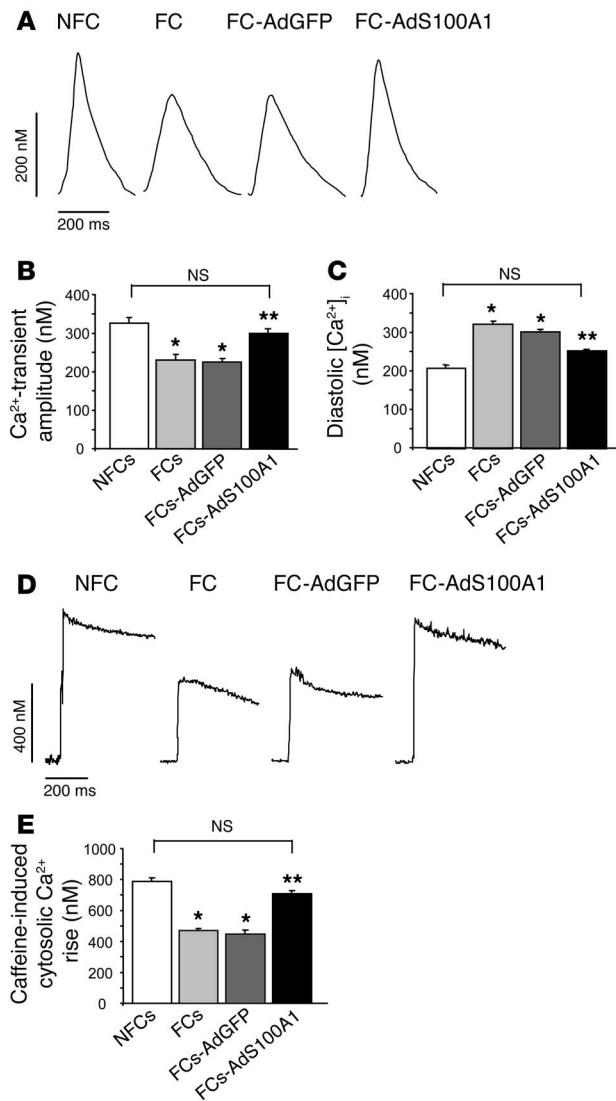 A
NFC FC FC-AdGFP FC-AdS100A1
200 nM
200 ms
B
NS
Ca²⁺-transient
amplitude (nM)
400
300
200
100
0
* * **
NFCs
FCs
FCs-AdGFP
FCs-AdS100A1
C
NS
Diastolic [Ca²⁺]i
(nM)
400
300
200
100
0
* * **
NFCs
FCs
FCs-AdGFP
FCs-AdS100A1
D
NFC FC FC-AdGFP FC-AdS100A1
400 nM
200 ms
E
NS
Caffeine-induced
cytosolic Ca²⁺
rise (nM)
1000
800
600
400
200
0
* * **
NFCs
FCs
FCs-AdGFP
FCs-AdS100A1